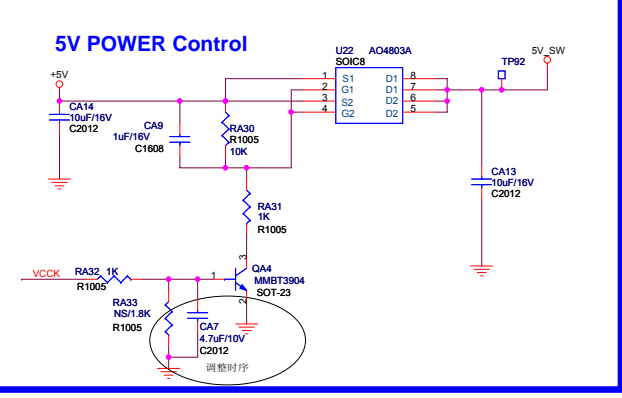 5V POWER Control
U22 AO4803A
SOIC8
+5V
5V_SW
TP92
1 S1 D1 8
2 G1 D1 7
3 S2 D2 6
4 G2 D2 5
CA14
10uF/16V
C2012
CA9
1uF/16V
C1608
RA30
R1005
10K
CA13
10uF/16V
C2012
RA31
1K
R1005
3
QA4
MMBT3904
SOT-23
1
2
VCCK
RA32 1K
R1005
RA33
NS/1.8K
R1005
CA7
4.7uF/10V
C2012
调整时序